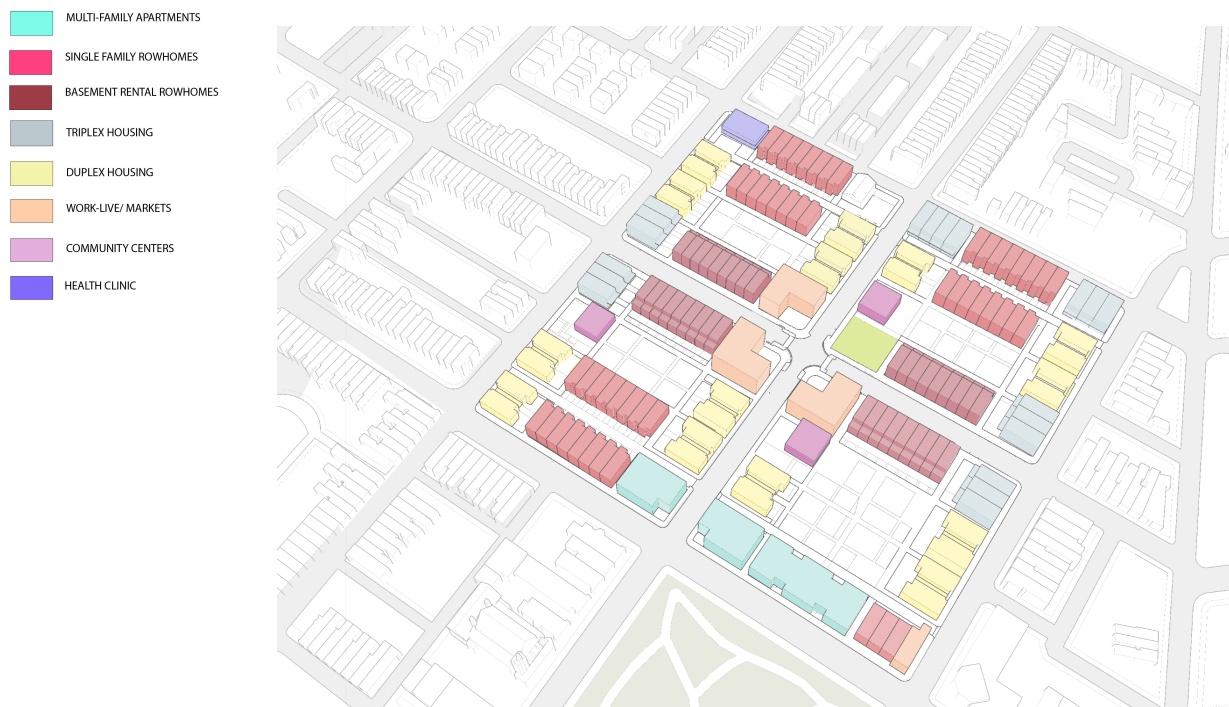 MULTI-FAMILY APARTMENTS
SINGLE FAMILY ROWHOMES
BASEMENT RENTAL ROWHOMES
TRIPLEX HOUSING
DUPLEX HOUSING
WORK-LIVE/ MARKETS
COMMUNITY CENTERS
HEALTH CLINIC